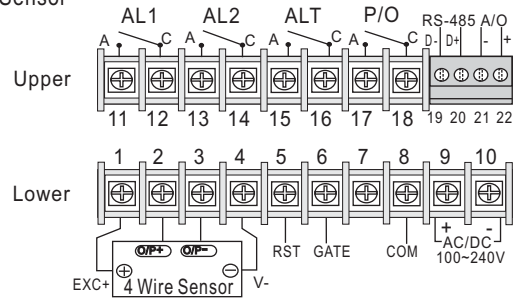 Sensor
AL1 AL2 ALT P/O RS-485 A/O
A C A C A C A C D- D+ - +
Upper
11 12 13 14 15 16 17 18 19 20 21 22
1 2 3 4 5 6 7 8 9 10
Lower
O/P+ O/P- RST GATE COM + -
AC/DC
100~240V
EXC+ 4 Wire Sensor V-